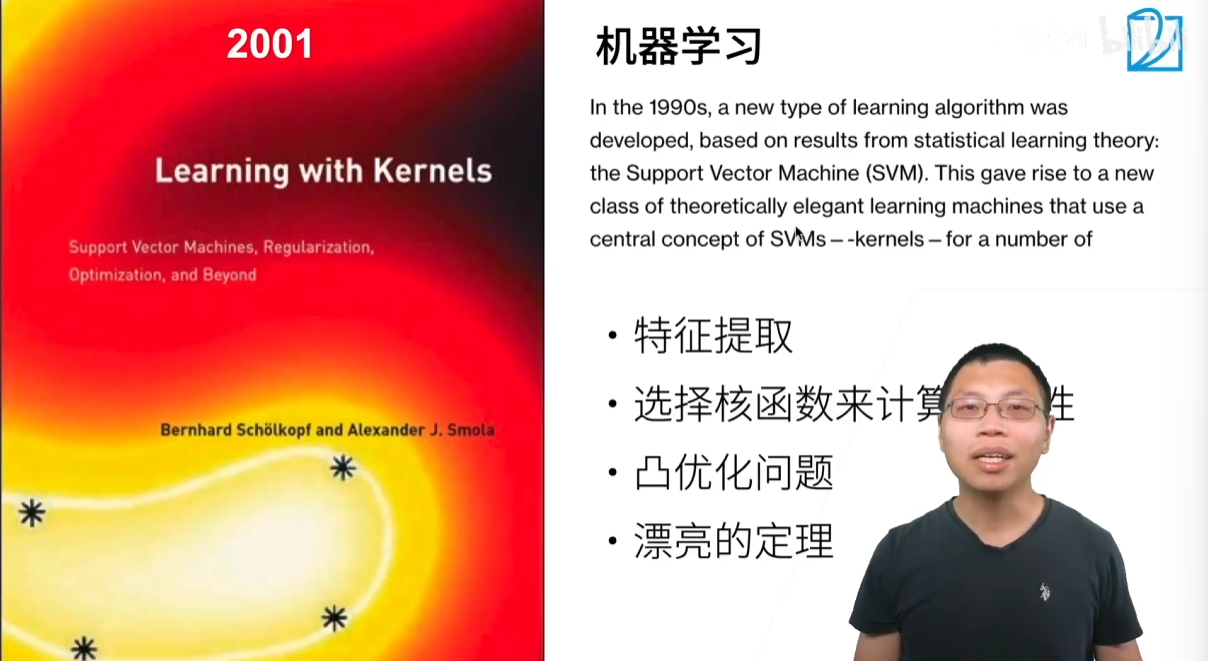 2001
Learning with Kernels
Support Vector Machines, Regularization,
Optimization, and Beyond
Bernhard Schölkopf and Alexander J. Smola
机器学习
In the 1990s, a new type of learning algorithm was
developed, based on results from statistical learning theory:
the Support Vector Machine (SVM). This gave rise to a new
class of theoretically elegant learning machines that use a
central concept of SVMs – -kernels – for a number of
• 特征提取
• 选择核函数来计算 性
• 凸优化问题
• 漂亮的定理